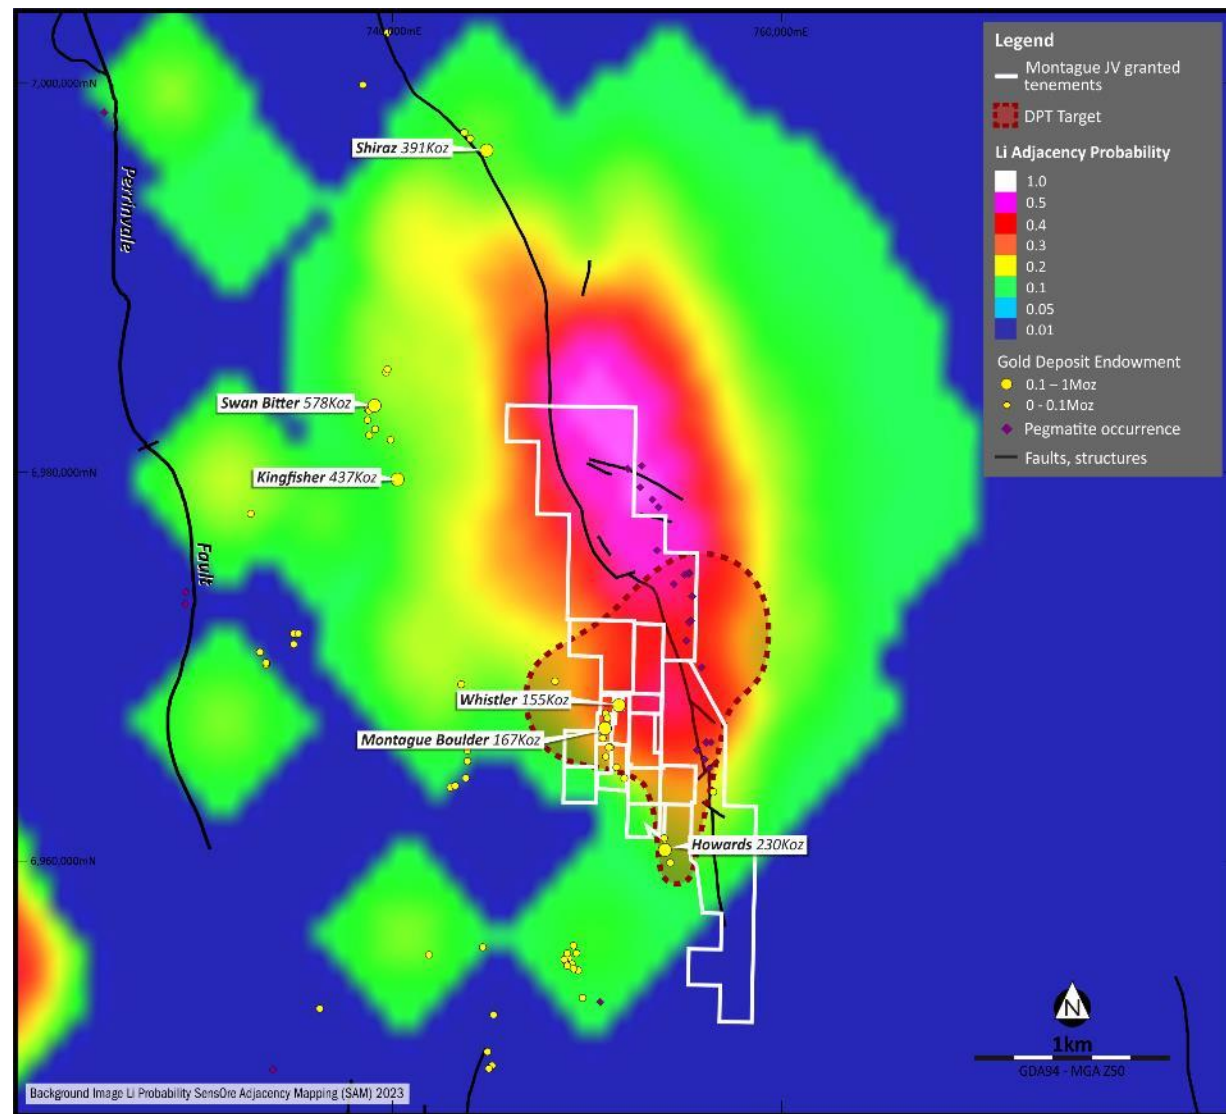 740,000mE
760,000mE
7,000,000mN
6,980,000mN
6,960,000mN
Perrinvale
Fault
Shiraz 391Koz
Swan Bitter 578Koz
Kingfisher 437Koz
Whistler 155Koz
Montague Boulder 167Koz
Howards 230Koz
Legend
Montague JV granted
tenements
DPT Target
Li Adjacency Probability
1.0
0.5
0.4
0.3
0.2
0.1
0.05
0.01
Gold Deposit Endowment
0.1 – 1Moz
0 - 0.1Moz
Pegmatite occurrence
Faults, structures
N
1km
GDA94 - MGA Z50
Background Image Li Probability SensOre Adjacency Mapping (SAM) 2023